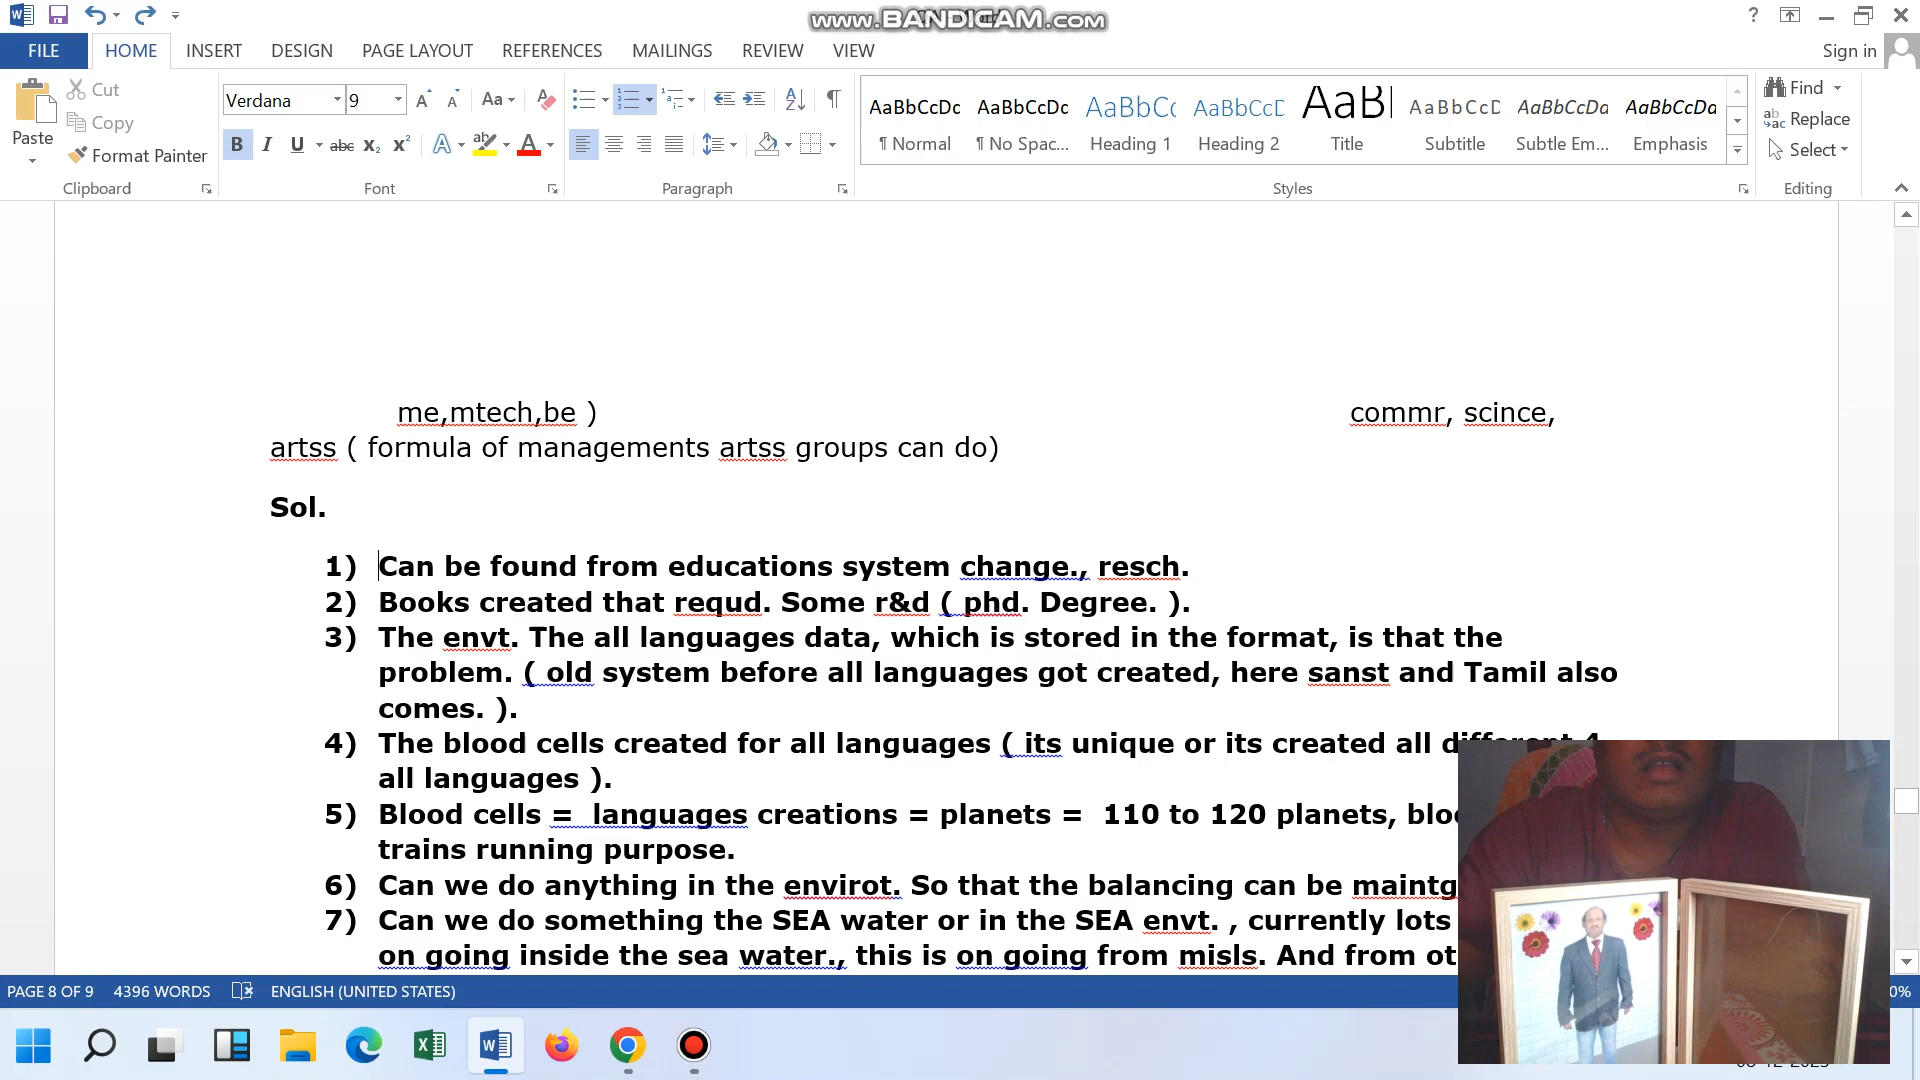 www.BANDICAM.com
FILE HOME INSERT DESIGN PAGE LAYOUT REFERENCES MAILINGS REVIEW VIEW Sign in
Paste Cut Copy Format Painter Clipboard
Verdana 9 Font
Paragraph
AaBbCcDc AaBbCcDc AaBbC AaBbCcD AaB AaBbCcD AaBbCcDa AaBbCcDa
¶ Normal ¶ No Spac... Heading 1 Heading 2 Title Subtitle Subtle Em... Emphasis
Styles
Find Replace Select Editing
me,mtech,be ) commr, scince,
artss ( formula of managements artss groups can do)
Sol.
1) Can be found from educations system change., resch.
2) Books created that requd. Some r&d ( phd. Degree. ).
3) The envt. The all languages data, which is stored in the format, is that the
problem. ( old system before all languages got created, here sanst and Tamil also
comes. ).
4) The blood cells created for all languages ( its unique or its created all different 4
all languages ).
5) Blood cells =  languages creations = planets =  110 to 120 planets,
trains running purpose.
6) Can we do anything in the envirot. So that the balancing can be maintg
7) Can we do something the SEA water or in the SEA envt. , currently lots
on going inside the sea water., this is on going from misls. And from
PAGE 8 OF 9 4396 WORDS ENGLISH (UNITED STATES)